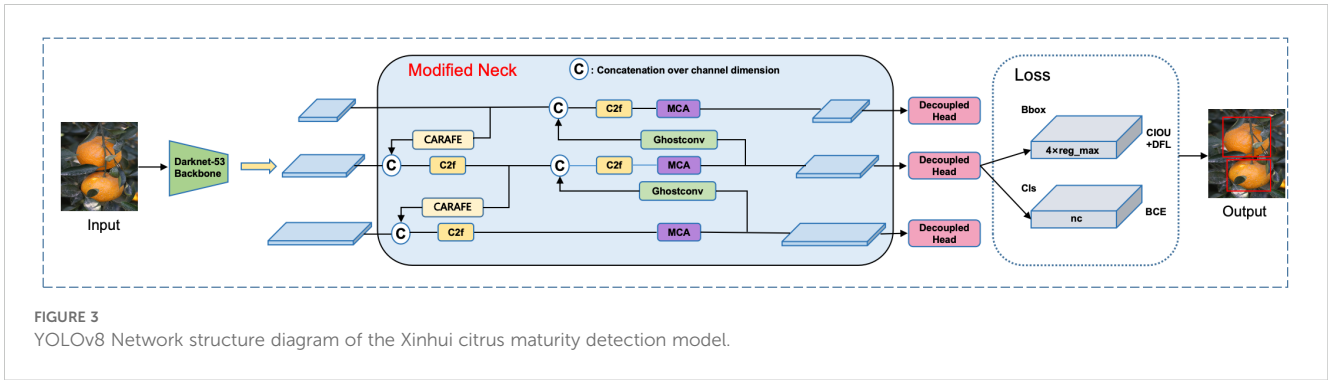 Modified Neck
C : Concatenation over channel dimension
Loss
C
C2f
MCA
Decoupled
Head
Bbox
CARAFE
Ghostconv
4×reg_max
CIOU
+DFL
Darknet-53
Backbone
C
C2f
C
C2f
MCA
Decoupled
Head
Ghostconv
Cls
CARAFE
nc
BCE
Input
C
C2f
MCA
Decoupled
Head
Output
FIGURE 3
YOLOv8 Network structure diagram of the Xinhui citrus maturity detection model.